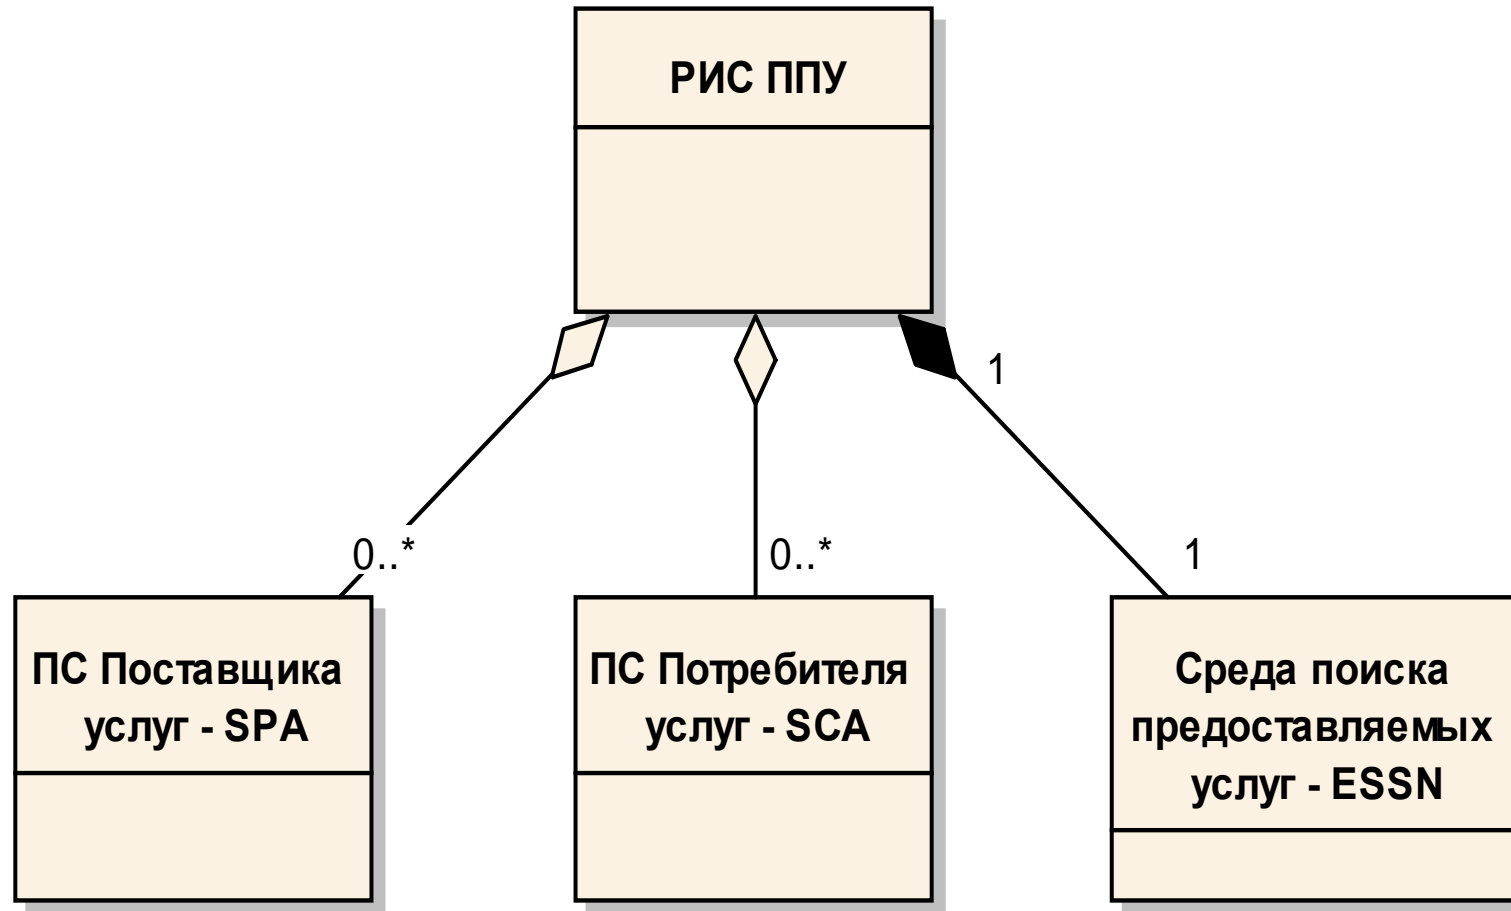 РИС ППУ
1
0..*
0..*
1
ПС Поставщика
услуг - SPA
ПС Потребителя
услуг - SCA
Среда поиска
предоставляемых
услуг - ESSN